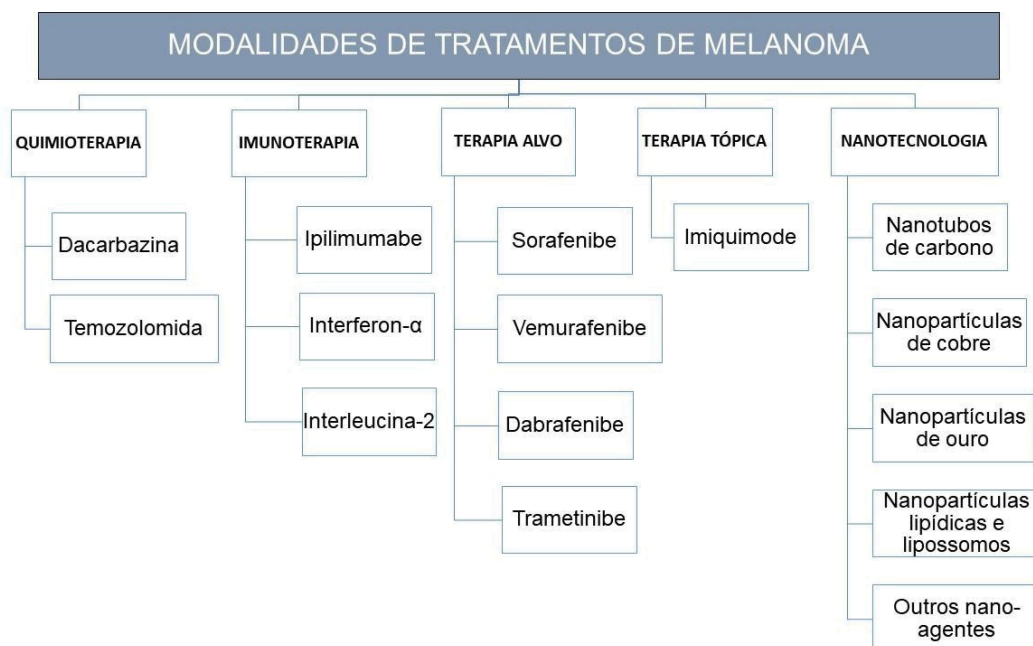 MODALIDADES DE TRATAMENTOS DE MELANOMA
QUIMIOTERAPIA
Dacarbazina
Temozolomida
IMUNOTERAPIA
Ipilimumabe
Interferon-α
Interleucina-2
TERAPIA ALVO
Sorafenibe
Vemurafenibe
Dabrafenibe
Trametinibe
TERAPIA TÓPICA
Imiquimode
NANOTECNOLOGIA
Nanotubos
de carbono
Nanopartículas
de cobre
Nanopartículas
de ouro
Nanopartículas
lipídicas e
lipossomos
Outros nano-
agentes